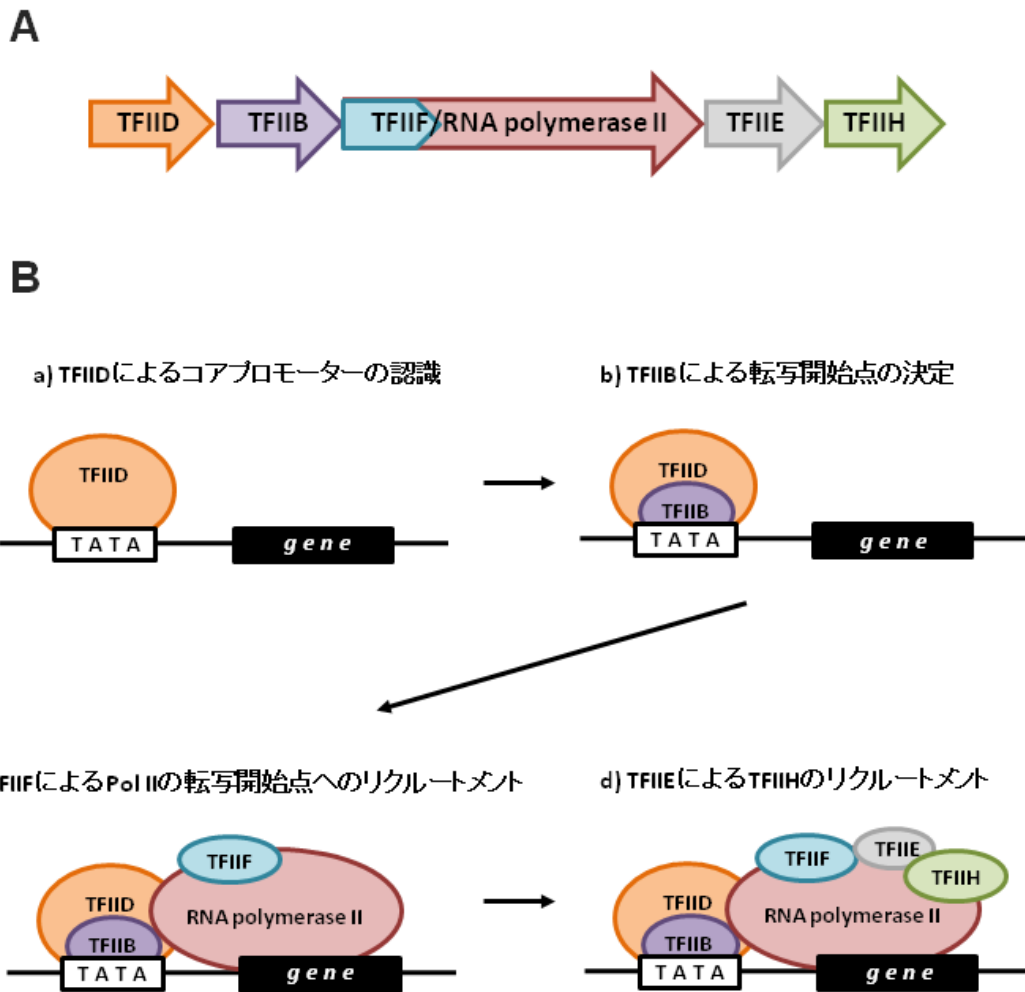 A
TFIID
TFIIB
TFIIF/RNA polymerase II
TFIIE
TFIIH
B
a) TFIIDによるコアプロモーターの認識
b) TFIIBによる転写開始点の決定
TFIID
TATA
gene
TFIID
TFIIB
TATA
gene
FIIFによるPol IIの転写開始点へのリクルートメント
d) TFIIEによるTFIIHのリクルートメント
TFIIF
TFIID
RNA polymerase II
TFIIB
TATA
gene
TFIIF
TFIIE
TFIIH
TFIID
RNA polymerase II
TFIIB
TATA
gene